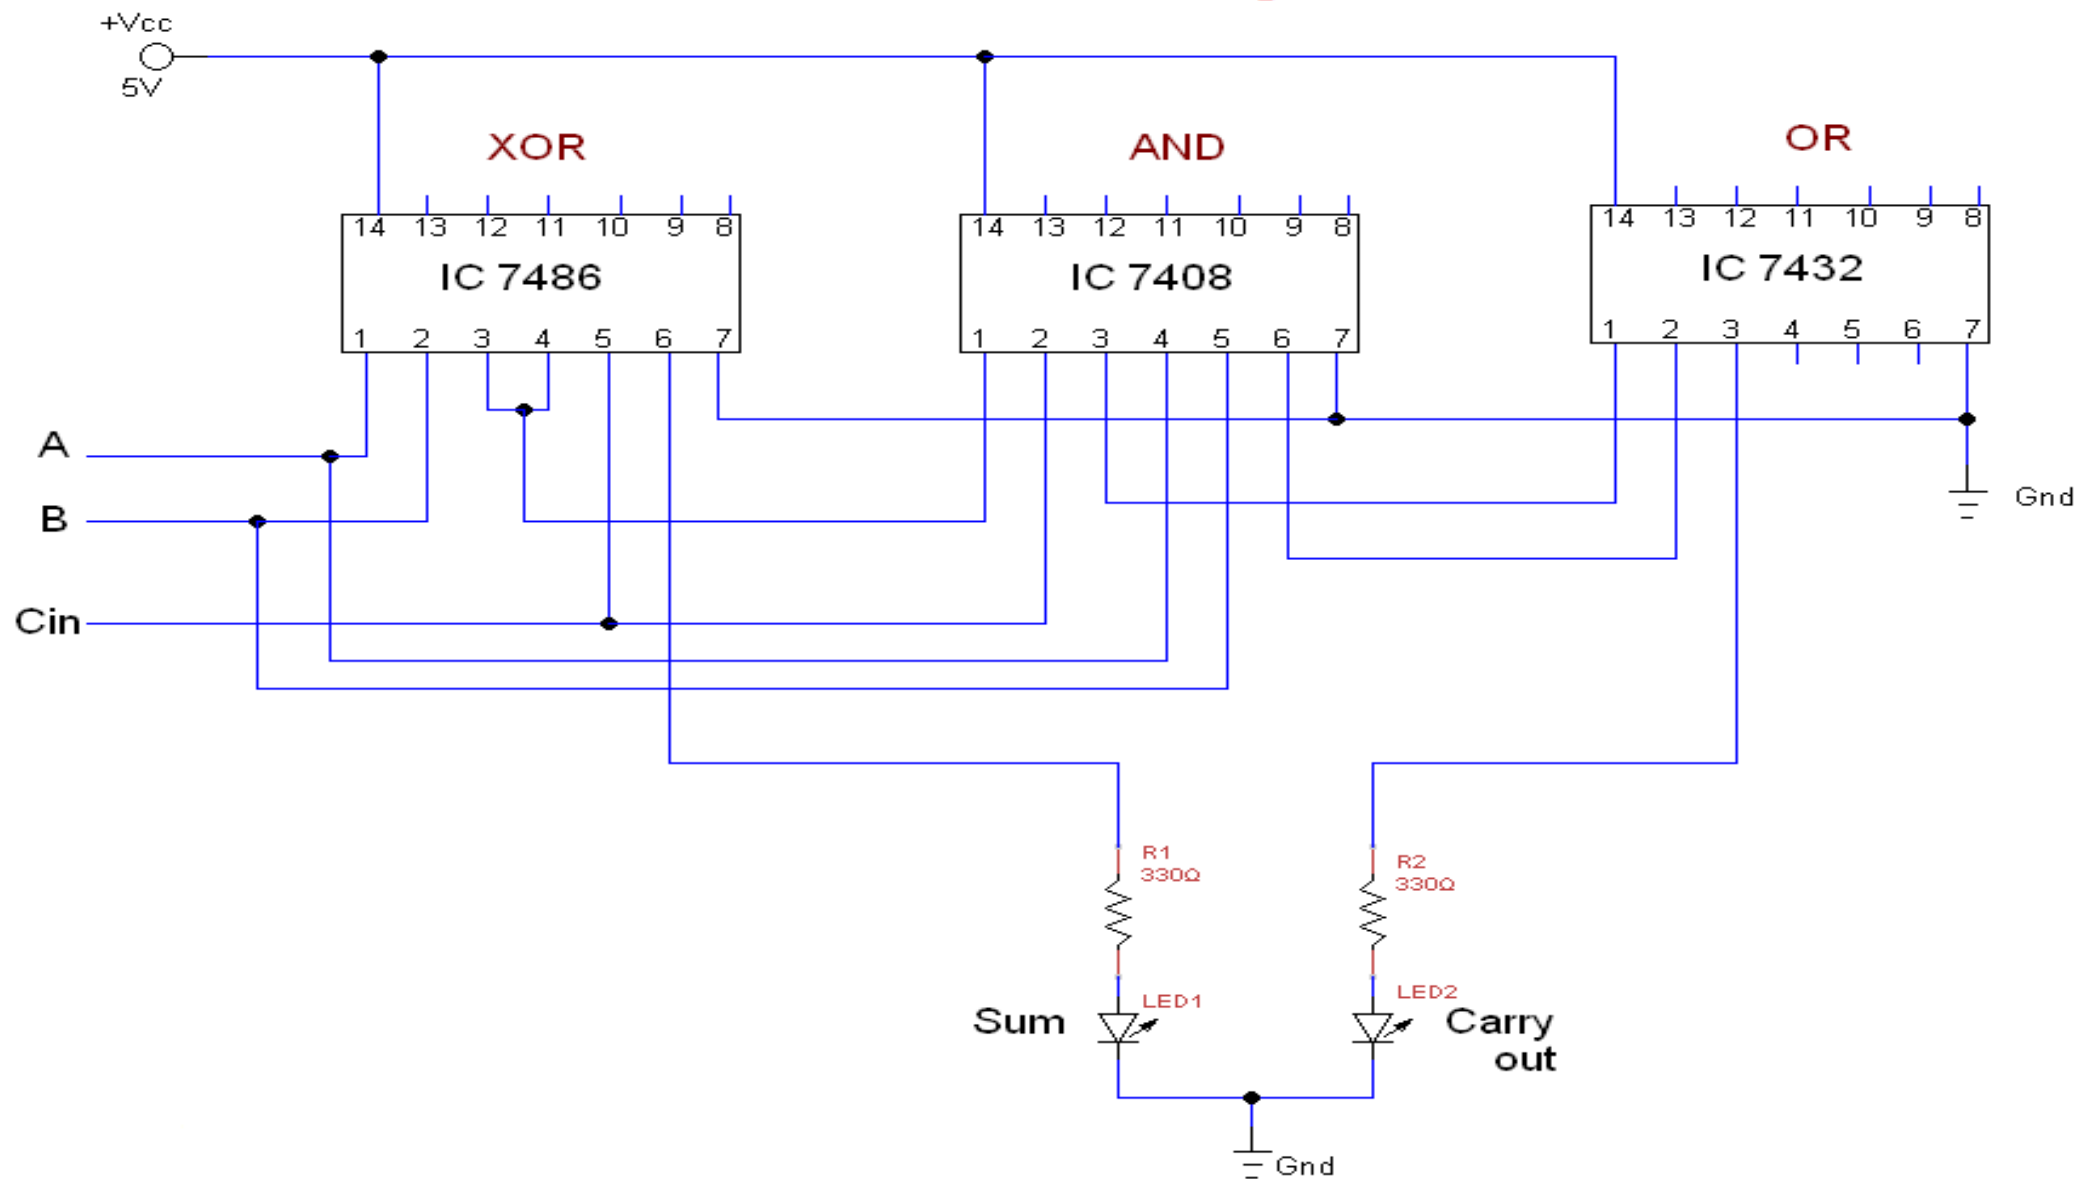 +Vcc
5V
XOR
AND
OR
14 13 12 11 10 9 8
IC 7486
1 2 3 4 5 6 7
14 13 12 11 10 9 8
IC 7408
1 2 3 4 5 6 7
14 13 12 11 10 9 8
IC 7432
1 2 3 4 5 6 7
A
B
Cin
Gnd
R1
330Ω
R2
330Ω
LED1
Sum
LED2
Carry
out
Gnd